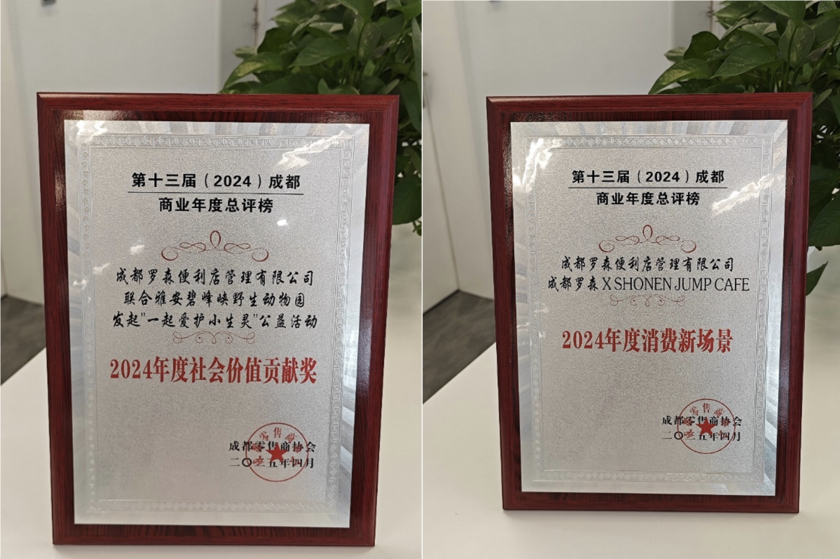 第十三届（2024）成都
商业年度总评榜
成都罗森便利店管理有限公司
联合雅安碧峰峡野生动物园
发起"一起爱护小生灵"公益活动
2024年度社会价值贡献奖
成都零售商协会
二〇二五年四月
第十三届（2024）成都
商业年度总评榜
成都罗森便利店管理有限公司
成都罗森 X SHONEN JUMP CAFE
2024年度消费新场景
成都零售商协会
二〇二五年四月